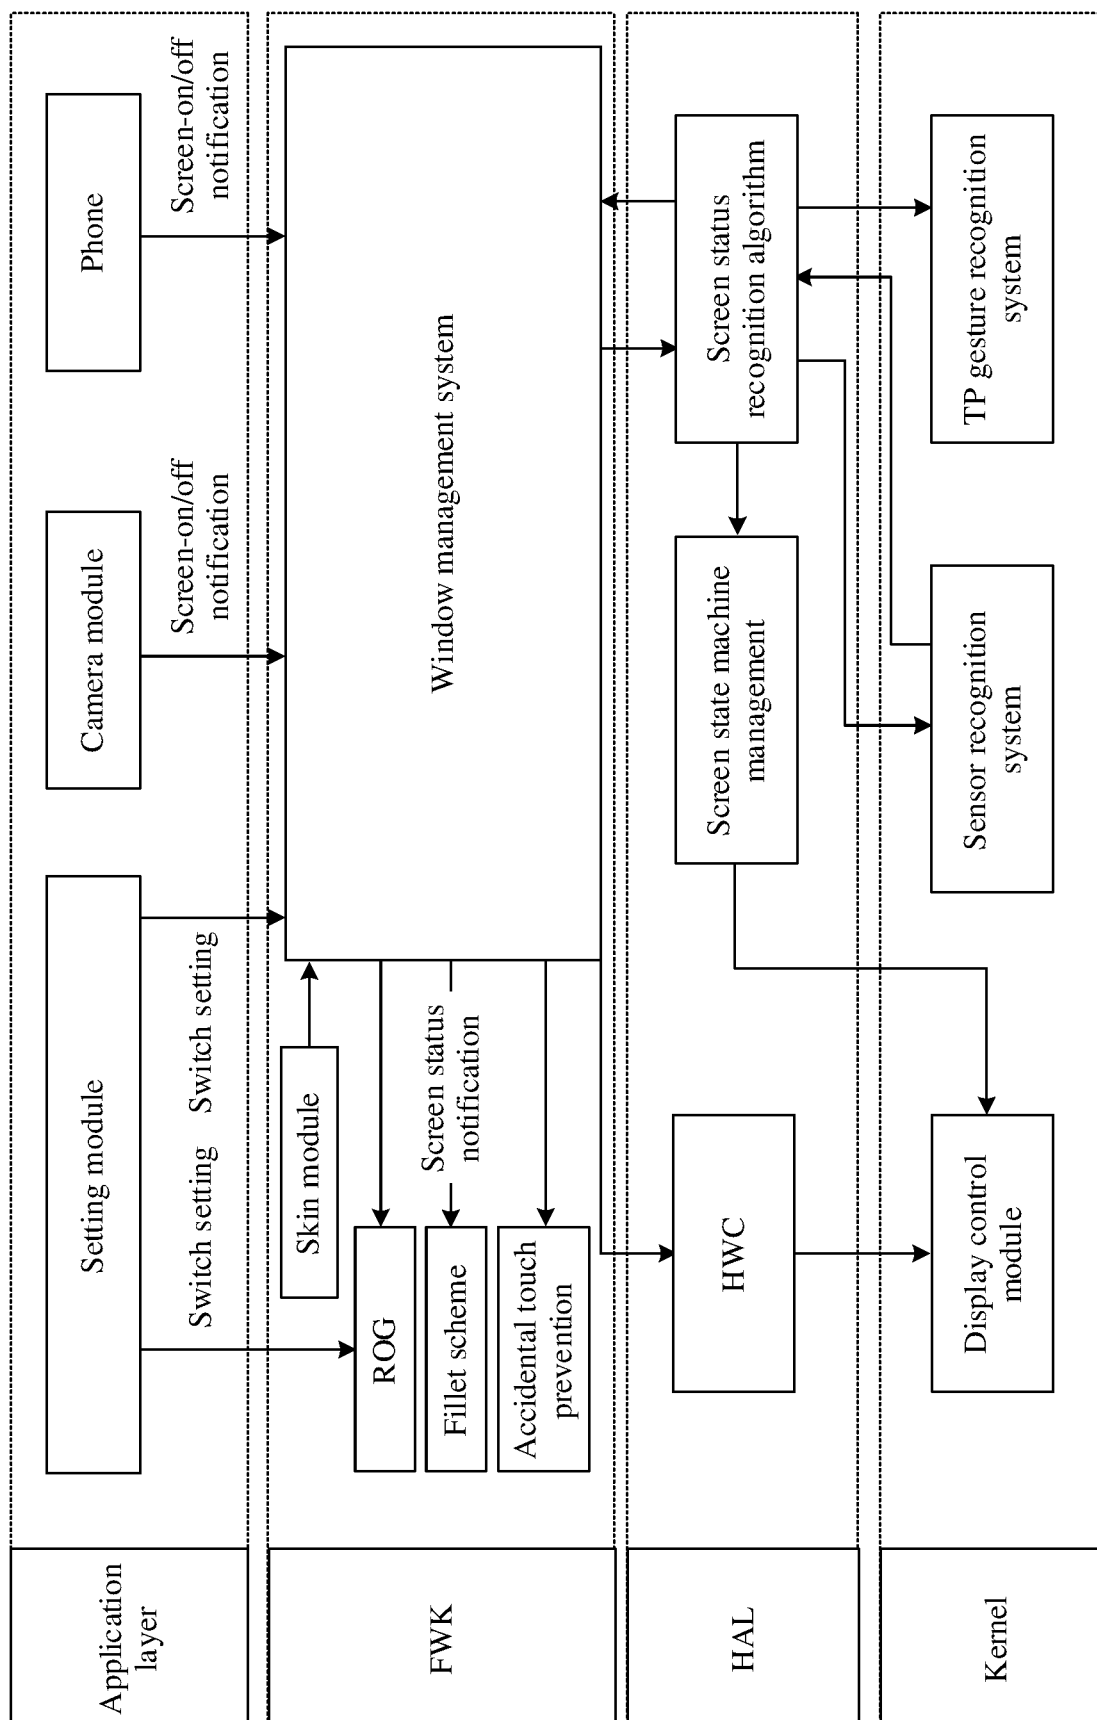 Application
layer
Setting module
Camera module
Phone
Switch setting
Switch setting
Screen-on/off
notification
Screen-on/off
notification
FWK
Skin module
ROG
Fillet scheme
Accidental touch
prevention
Screen status
notification
Window management system
HAL
HWC
Screen state machine
management
Screen status
recognition algorithm
Kernel
Display control
module
Sensor recognition
system
TP gesture recognition
system